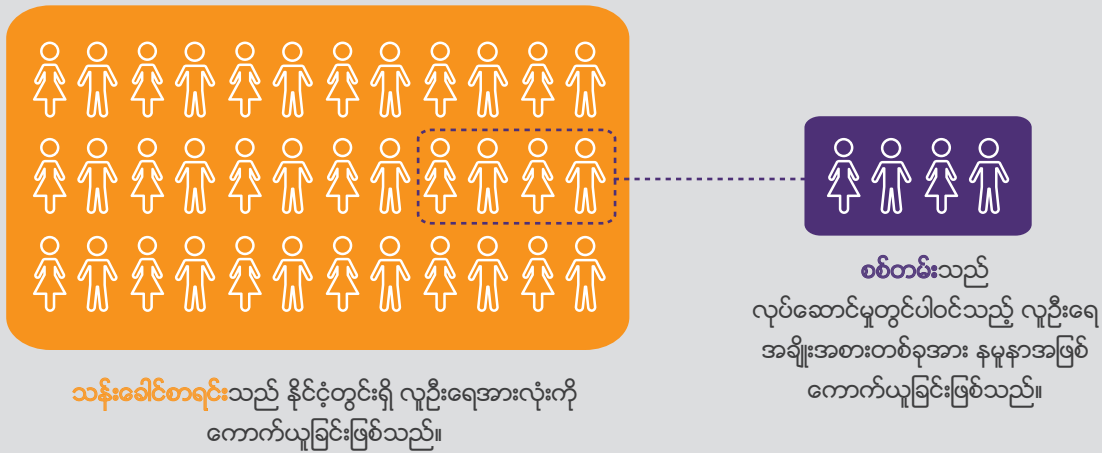 သန်းခေါင်စာရင်းသည် နိုင်ငံ့တွင်းရှိ လူဦးရေအားလုံးကို
ကောက်ယူခြင်းဖြစ်သည်။
စစ်တမ်းသည်
လုပ်ဆောင်မှုတွင်ပါဝင်သည့် လူဦးရေ
အချိုးအစားတစ်ခုအား နမူနာအဖြစ်
ကောက်ယူခြင်းဖြစ်သည်။